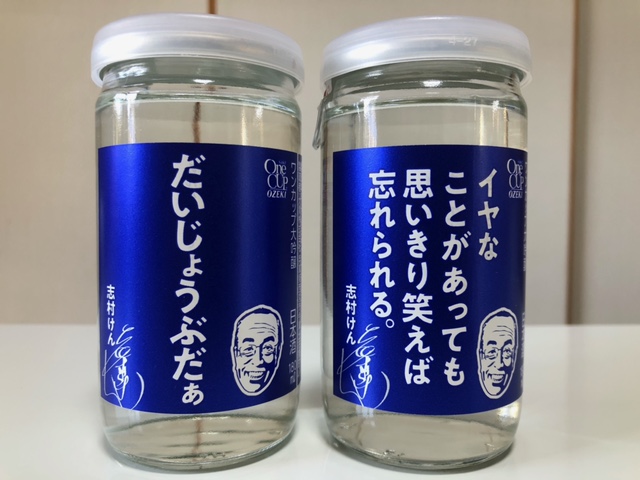 だいじょうぶだぁ
志村けん
One
CUP
OZEKI
ワンカップ大吟醸
日本酒
イヤな
ことがあっても
思いきり笑えば
忘れられる。
志村けん
One
CUP
OZEKI